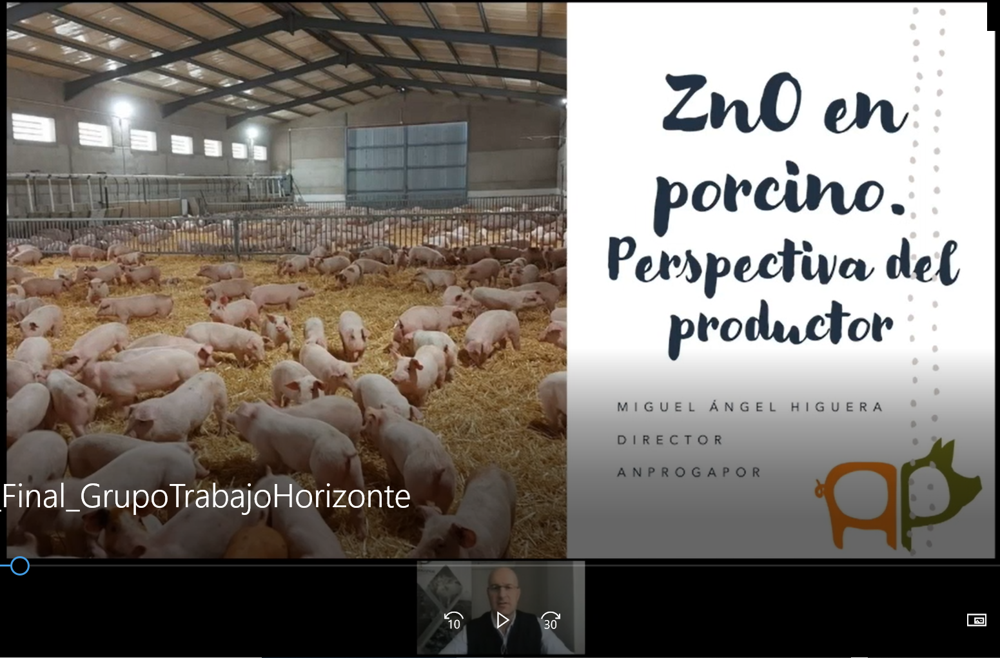 ZnO en
porcino.
Perspectiva del
productor
MIGUEL ÁNGEL HIGUERA
DIRECTOR
ANPROGAPOR
_Final_GrupoTrabajoHorizonte
10
30